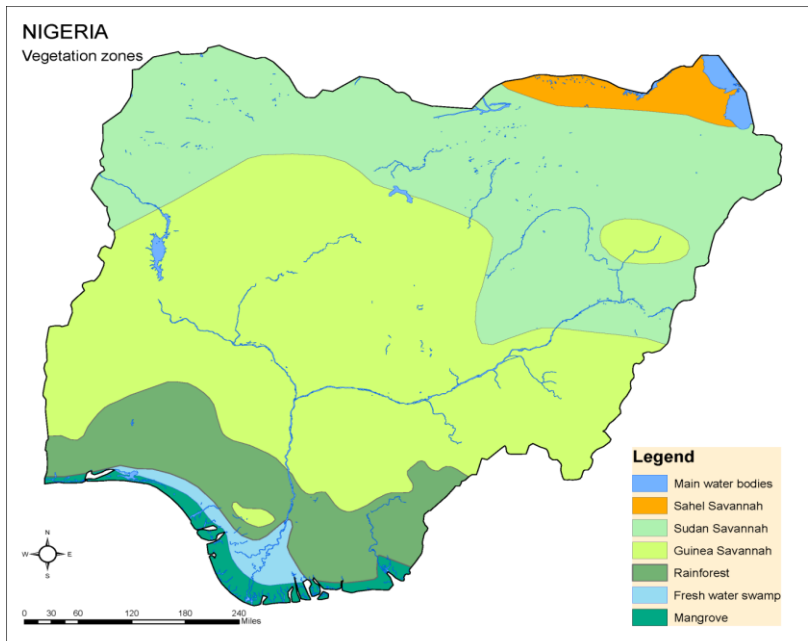 NIGERIA
Vegetation zones
Legend
Main water bodies
Sahel Savannah
Sudan Savannah
Guinea Savannah
Rainforest
Fresh water swamp
Mangrove
N
W E
S
0 30 60 120 180 240
Miles